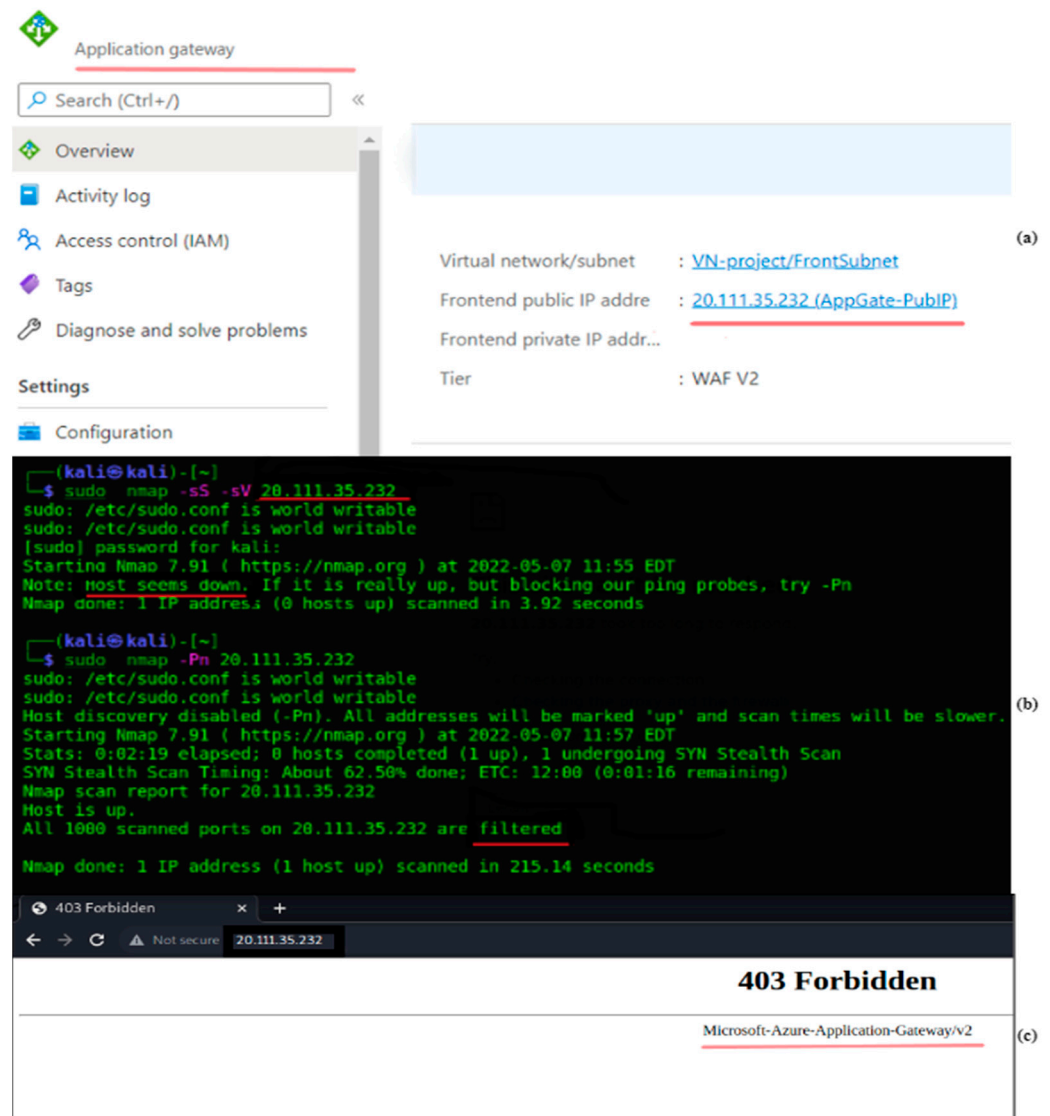 Application gateway
Search (Ctrl+/)
«
Overview
Activity log
Access control (IAM)
Tags
Diagnose and solve problems
Settings
Configuration
Virtual network/subnet : VN-project/FrontSubnet
Frontend public IP addre : 20.111.35.232 (AppGate-PubIP)
Frontend private IP addr...
Tier : WAF V2
(a)
(kali㉿kali)-[~]
$ sudo nmap -sS -sV 20.111.35.232
sudo: /etc/sudo.conf is world writable
sudo: /etc/sudo.conf is world writable
[sudo] password for kali:
Starting Nmap 7.91 ( https://nmap.org ) at 2022-05-07 11:55 EDT
Note: Host seems down. If it is really up, but blocking our ping probes, try -Pn
Nmap done: 1 IP address (0 hosts up) scanned in 3.92 seconds
(kali㉿kali)-[~]
$ sudo nmap -Pn 20.111.35.232
sudo: /etc/sudo.conf is world writable
sudo: /etc/sudo.conf is world writable
Host discovery disabled (-Pn). All addresses will be marked 'up' and scan times will be slower.
Starting Nmap 7.91 ( https://nmap.org ) at 2022-05-07 11:57 EDT
Stats: 0:02:19 elapsed; 0 hosts completed (1 up), 1 undergoing SYN Stealth Scan
SYN Stealth Scan Timing: About 62.50% done; ETC: 12:00 (0:01:16 remaining)
Nmap scan report for 20.111.35.232
Host is up.
All 1000 scanned ports on 20.111.35.232 are filtered
Nmap done: 1 IP address (1 host up) scanned in 215.14 seconds
(b)
403 Forbidden
Not secure 20.111.35.232
403 Forbidden
Microsoft-Azure-Application-Gateway/v2
(c)